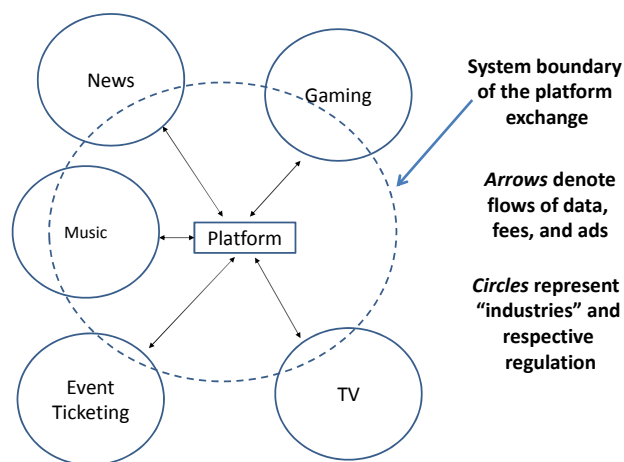 News
Gaming
Music
Platform
Event
Ticketing
TV
System boundary
of the platform
exchange
Arrows denote
flows of data,
fees, and ads
Circles represent
“industries” and
respective
regulation